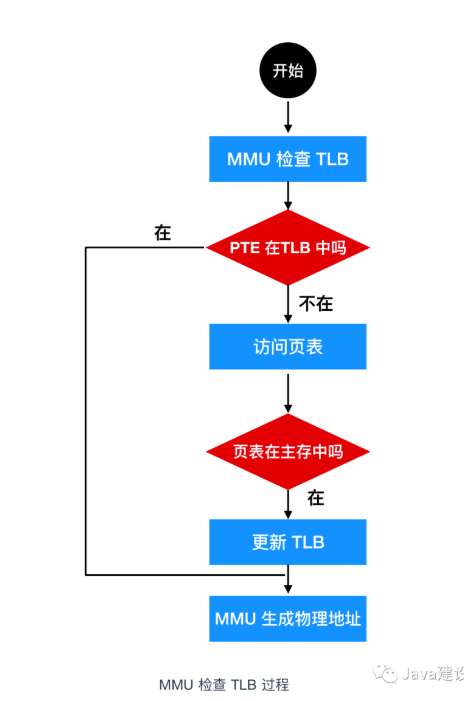 开始
MMU 检查 TLB
在
PTE 在TLB 中吗
不在
访问页表
页表在主存中吗
在
更新 TLB
MMU 生成物理地址
Java建设
MMU 检查 TLB 过程